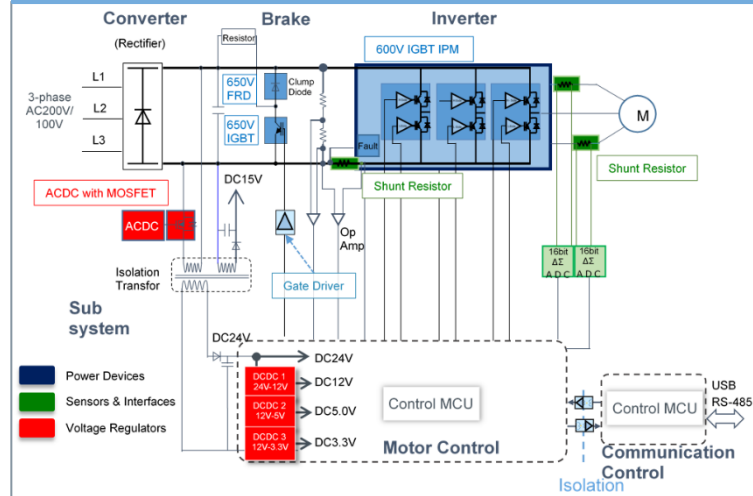 Converter
Brake
Inverter
(Rectifier)
Resistor
600V IGBT IPM
L1
3-phase
AC200V/
100V
L2
L3
650V
FRD
Clump
Diode
650V
IGBT
Fault
M
Shunt Resistor
Shunt Resistor
ACDC with MOSFET
DC15V
ACDC
Op
Amp
Isolation
Transfor
Gate Driver
16bit
ΔΣ
A D C
16bit
ΔΣ
A D C
Sub
system
DC24V
DC24V
Power Devices
Sensors & Interfaces
Voltage Regulators
DCDC 1
24V-12V
DC12V
DCDC 2
12V-5V
DC5.0V
DCDC 3
12V-3.3V
DC3.3V
Control MCU
Motor Control
Control MCU
USB
RS-485
Communication
Control
Isolation